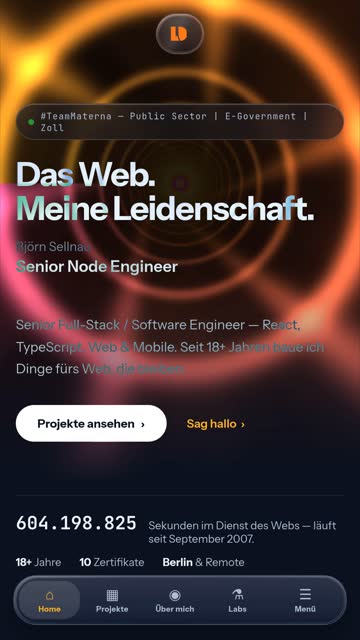 #TeamMaterna — Public Sector | E-Government |
Zoll
Das Web.
Meine Leidenschaft.
Björn Sellnau
Senior Node Engineer
Senior Full-Stack / Software Engineer — React,
TypeScript, Web & Mobile. Seit 18+ Jahren baue ich
Dinge fürs Web, die bleiben.
Projekte ansehen ›
Sag hallo ›
604.198.825
Sekunden im Dienst des Webs — läuft
seit September 2007.
18+ Jahre
10 Zertifikate
Berlin & Remote
Home
Projekte
Über mich
Labs
Menü